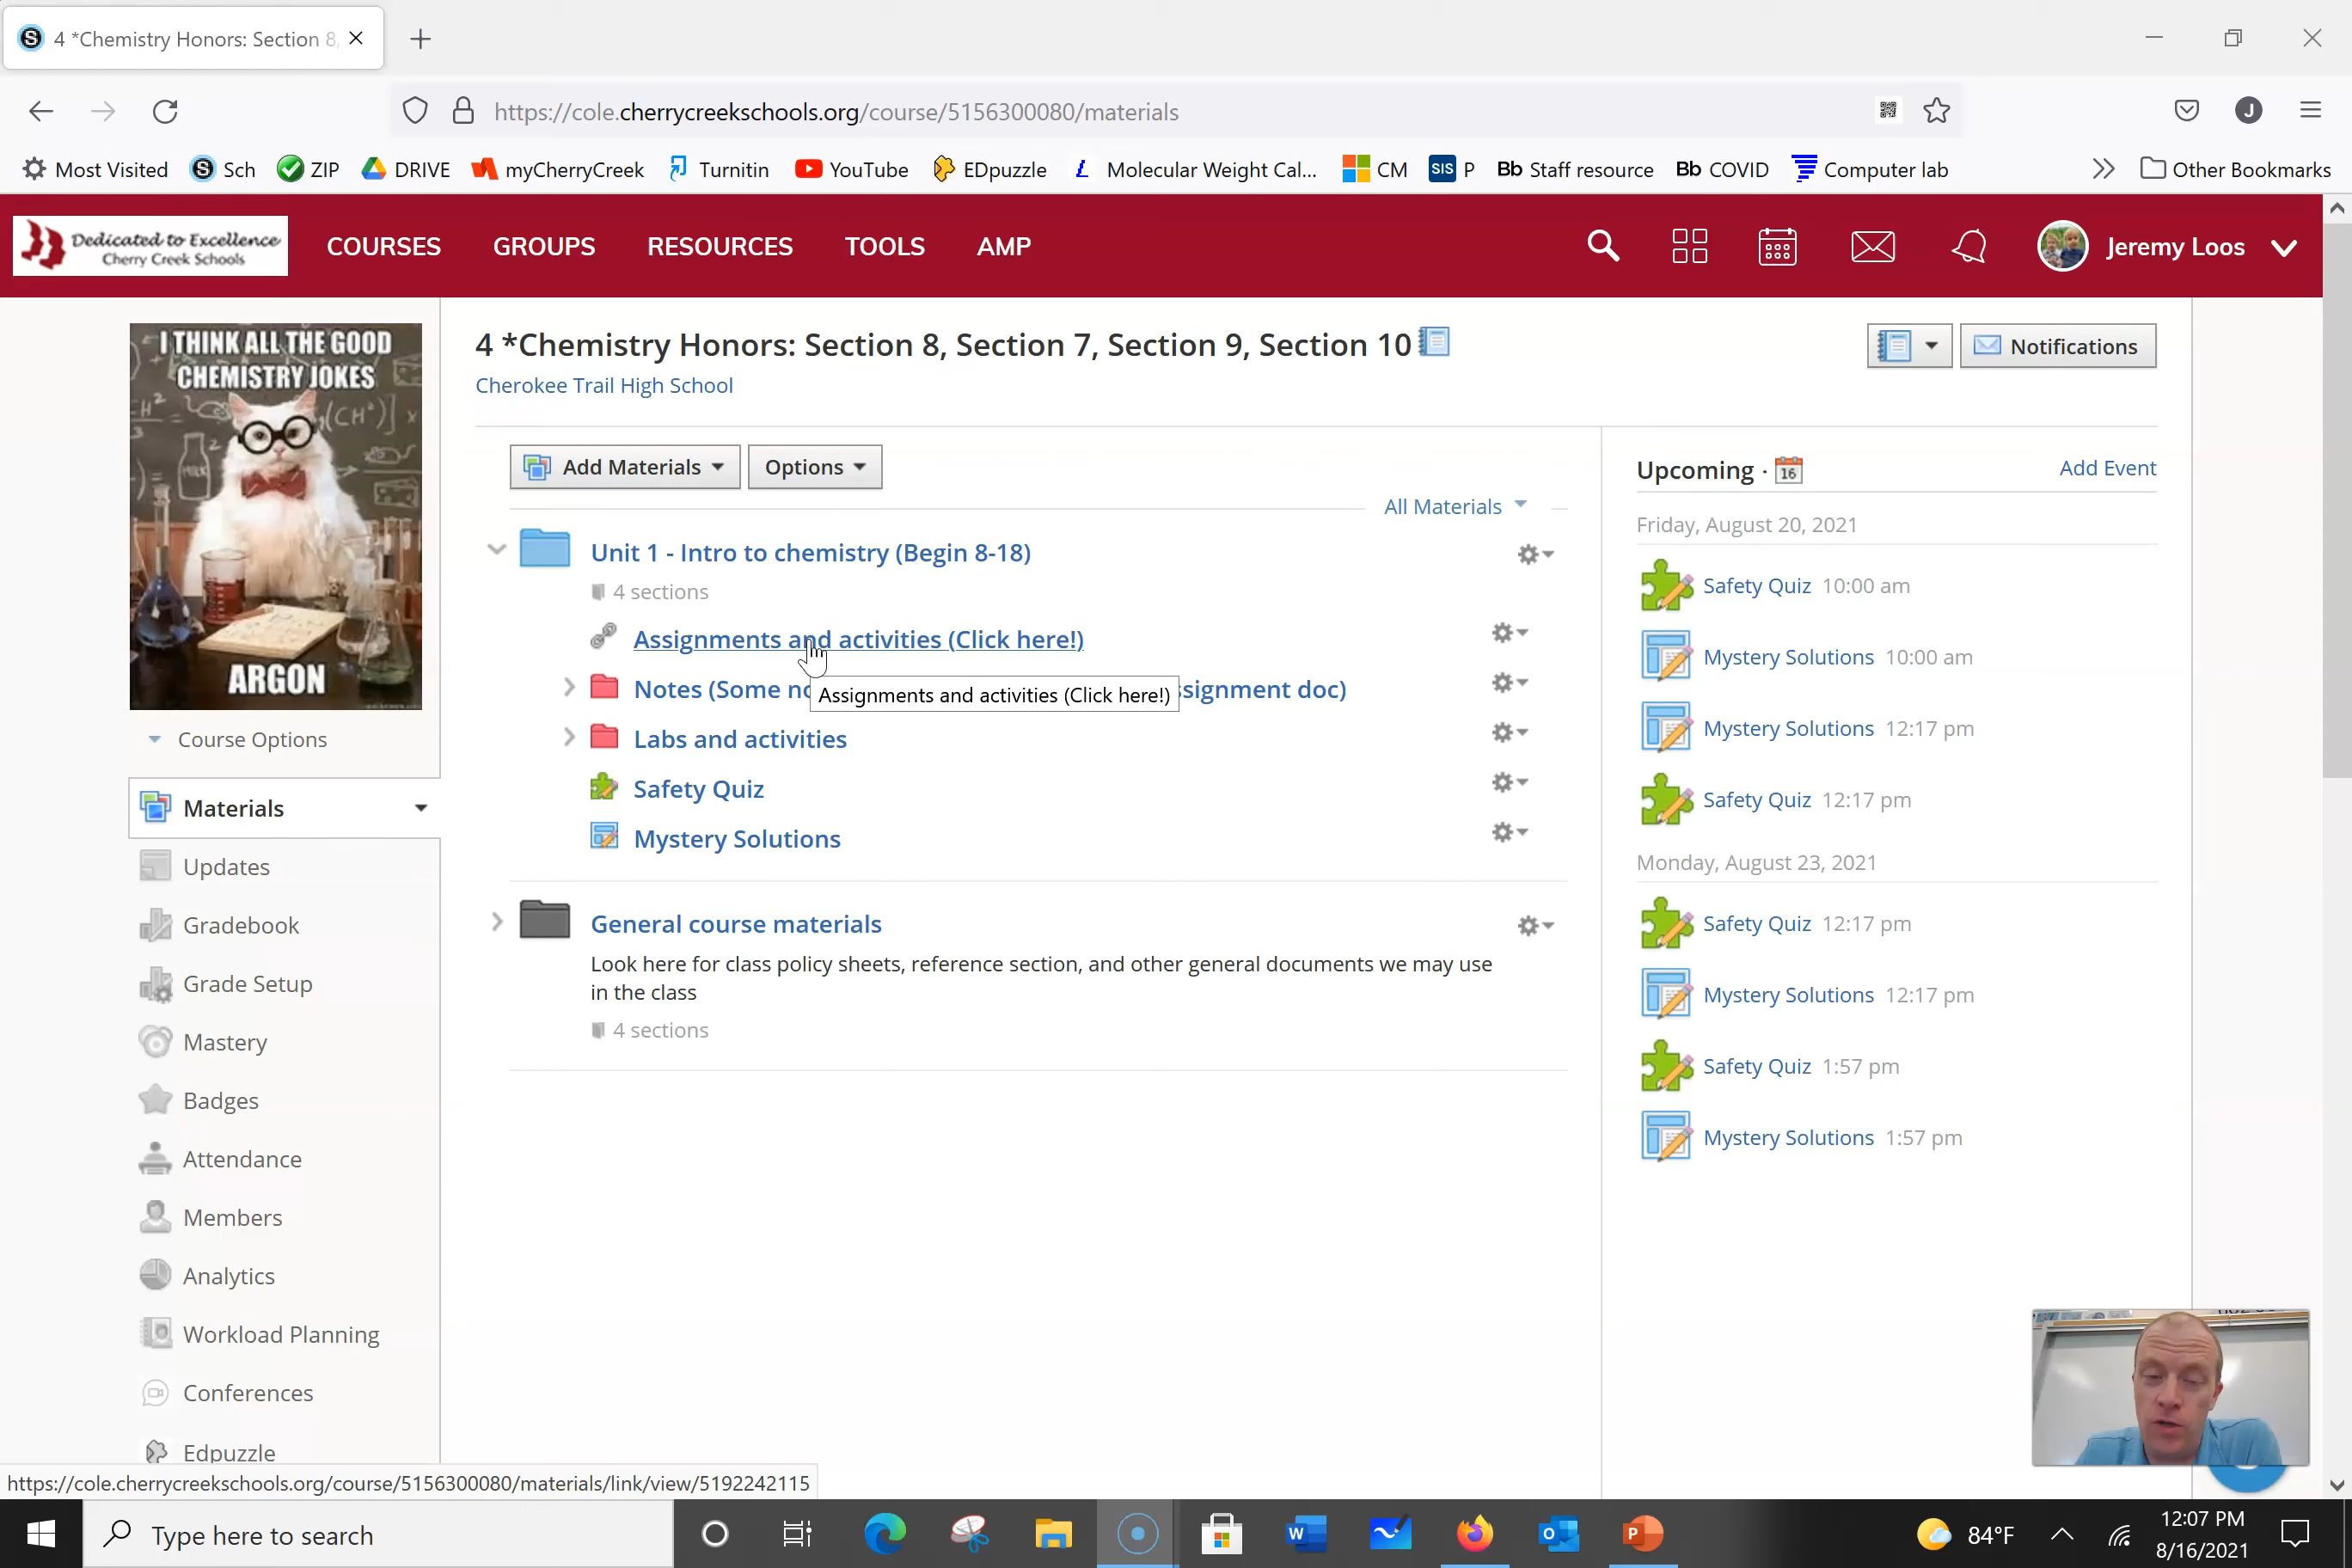 4 *Chemistry Honors: Section 8,
https://cole.cherrycreekschools.org/course/5156300080/materials
J
Most Visited
Sch
ZIP
DRIVE
myCherryCreek
Turnitin
YouTube
EDpuzzle
Molecular Weight Cal...
CM
SIS P
Bb Staff resource
Bb COVID
Computer lab
Other Bookmarks
Dedicated to Excellence
Cherry Creek Schools
COURSES
GROUPS
RESOURCES
TOOLS
AMP
Jeremy Loos
I THINK ALL THE GOOD
CHEMISTRY JOKES
ARGON
Course Options
Materials
Updates
Gradebook
Grade Setup
Mastery
Badges
Attendance
Members
Analytics
Workload Planning
Conferences
Edpuzzle
4 *Chemistry Honors: Section 8, Section 7, Section 9, Section 10
Cherokee Trail High School
Notifications
Add Materials
Options
All Materials
Unit 1 - Intro to chemistry (Begin 8-18)
4 sections
Assignments and activities (Click here!)
Notes (Some no
Assignments and activities (Click here!)
signment doc)
Labs and activities
Safety Quiz
Mystery Solutions
General course materials
Look here for class policy sheets, reference section, and other general documents we may use
in the class
4 sections
Upcoming · 16
Add Event
Friday, August 20, 2021
Safety Quiz 10:00 am
Mystery Solutions 10:00 am
Mystery Solutions 12:17 pm
Safety Quiz 12:17 pm
Monday, August 23, 2021
Safety Quiz 12:17 pm
Mystery Solutions 12:17 pm
Safety Quiz 1:57 pm
Mystery Solutions 1:57 pm
https://cole.cherrycreekschools.org/course/5156300080/materials/link/view/5192242115
Type here to search
84°F
12:07 PM
8/16/2021